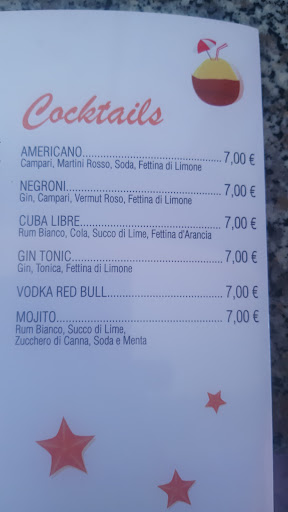 Cocktails
AMERICANO 7,00 €
Campari, Martini Rosso, Soda, Fettina di Limone
NEGRONI 7,00 €
Gin, Campari, Vermut Roso, Fettina di Limone
CUBA LIBRE 7,00 €
Rum Bianco, Cola, Succo di Lime, Fettina d'Arancia
GIN TONIC 7,00 €
Gin, Tonica, Fettina di Limone
VODKA RED BULL 7,00 €
MOJITO 7,00 €
Rum Bianco, Succo di Lime,
Zucchero di Canna, Soda e Menta